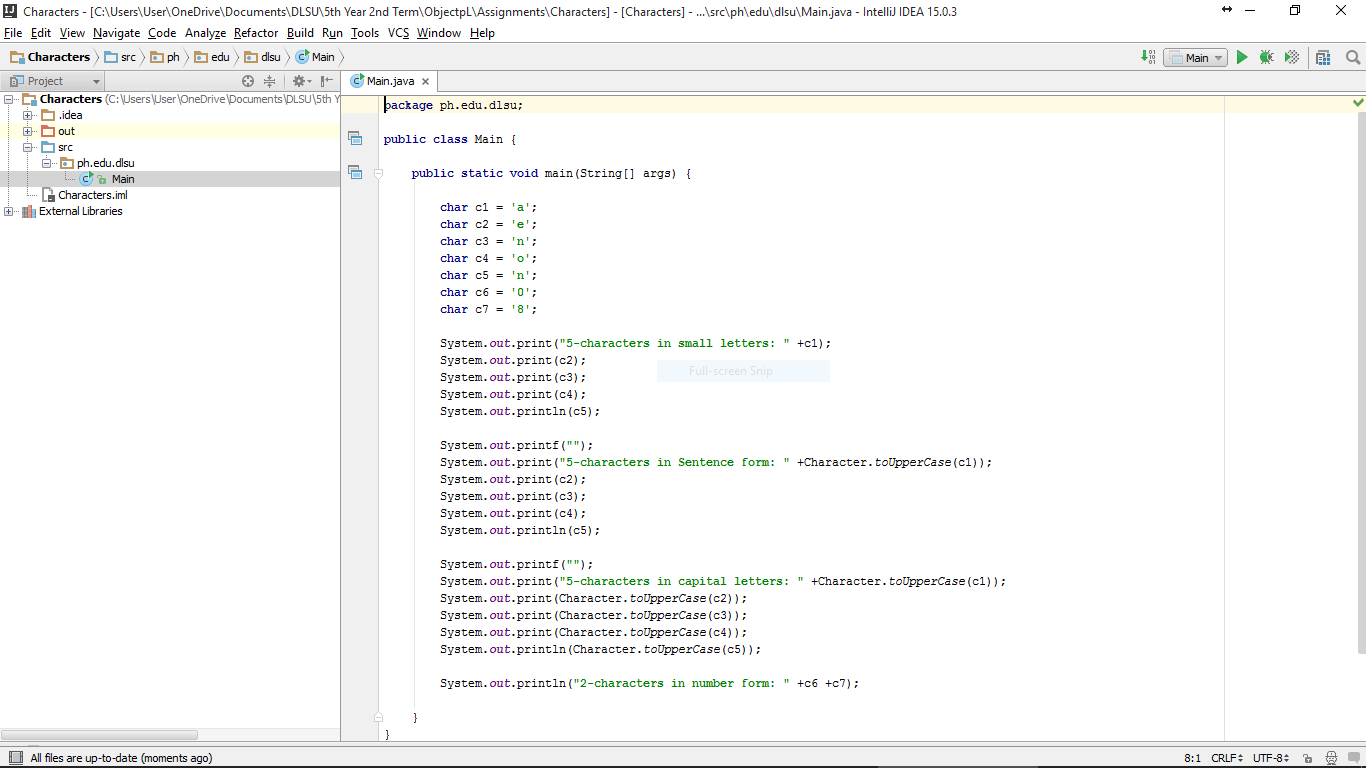 Characters - [C:\Users\User\OneDrive\Documents\DLSU\5th Year 2nd Term\ObjectpL\Assignments\Characters] - [Characters] - ...\src\ph\edu\dlsu\Main.java - IntelliJ IDEA 15.0.3
File Edit View Navigate Code Analyze Refactor Build Run Tools VCS Window Help
Characters src ph edu dlsu Main
Main
Project
Main.java
Characters (C:\Users\User\OneDrive\Documents\DLSU\5th Y
.idea
out
src
ph.edu.dlsu
Main
Characters.iml
External Libraries
package ph.edu.dlsu;
public class Main {
public static void main(String[] args) {
char c1 = 'a';
char c2 = 'e';
char c3 = 'n';
char c4 = 'o';
char c5 = 'n';
char c6 = '0';
char c7 = '8';
System.out.print("5-characters in small letters: " +c1);
System.out.print(c2);
Full-screen Snip
System.out.print(c3);
System.out.print(c4);
System.out.println(c5);
System.out.printf("");
System.out.print("5-characters in Sentence form: " +Character.toUpperCase(c1));
System.out.print(c2);
System.out.print(c3);
System.out.print(c4);
System.out.println(c5);
System.out.printf("");
System.out.print("5-characters in capital letters: " +Character.toUpperCase(c1));
System.out.print(Character.toUpperCase(c2));
System.out.print(Character.toUpperCase(c3));
System.out.print(Character.toUpperCase(c4));
System.out.println(Character.toUpperCase(c5));
System.out.println("2-characters in number form: " +c6 +c7);
}
}
All files are up-to-date (moments ago)
8:1 CRLF UTF-8